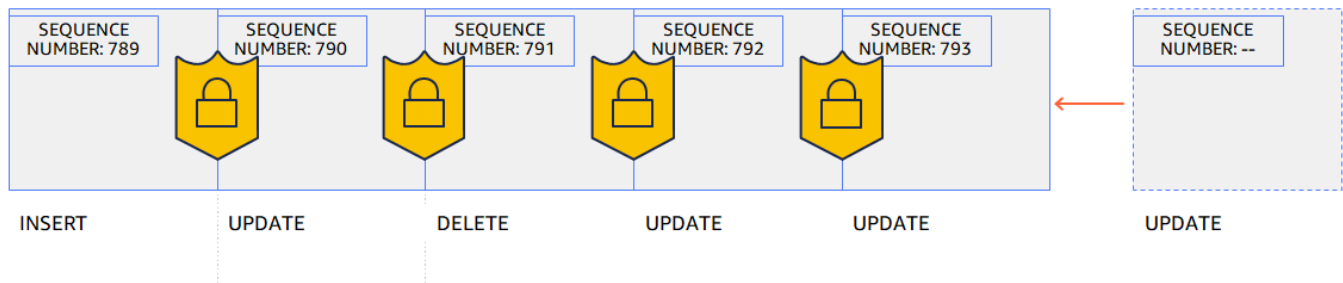 SEQUENCE
NUMBER: 789
SEQUENCE
NUMBER: 790
SEQUENCE
NUMBER: 791
SEQUENCE
NUMBER: 792
SEQUENCE
NUMBER: 793
SEQUENCE
NUMBER: --
INSERT
UPDATE
DELETE
UPDATE
UPDATE
UPDATE